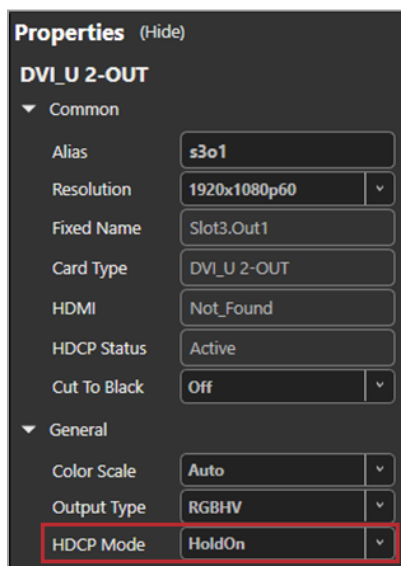 Properties (Hide)
DVI_U 2-OUT
Common
Alias s3o1
Resolution 1920x1080p60
Fixed Name Slot3.Out1
Card Type DVI_U 2-OUT
HDMI Not_Found
HDCP Status Active
Cut To Black Off
General
Color Scale Auto
Output Type RGBHV
HDCP Mode HoldOn